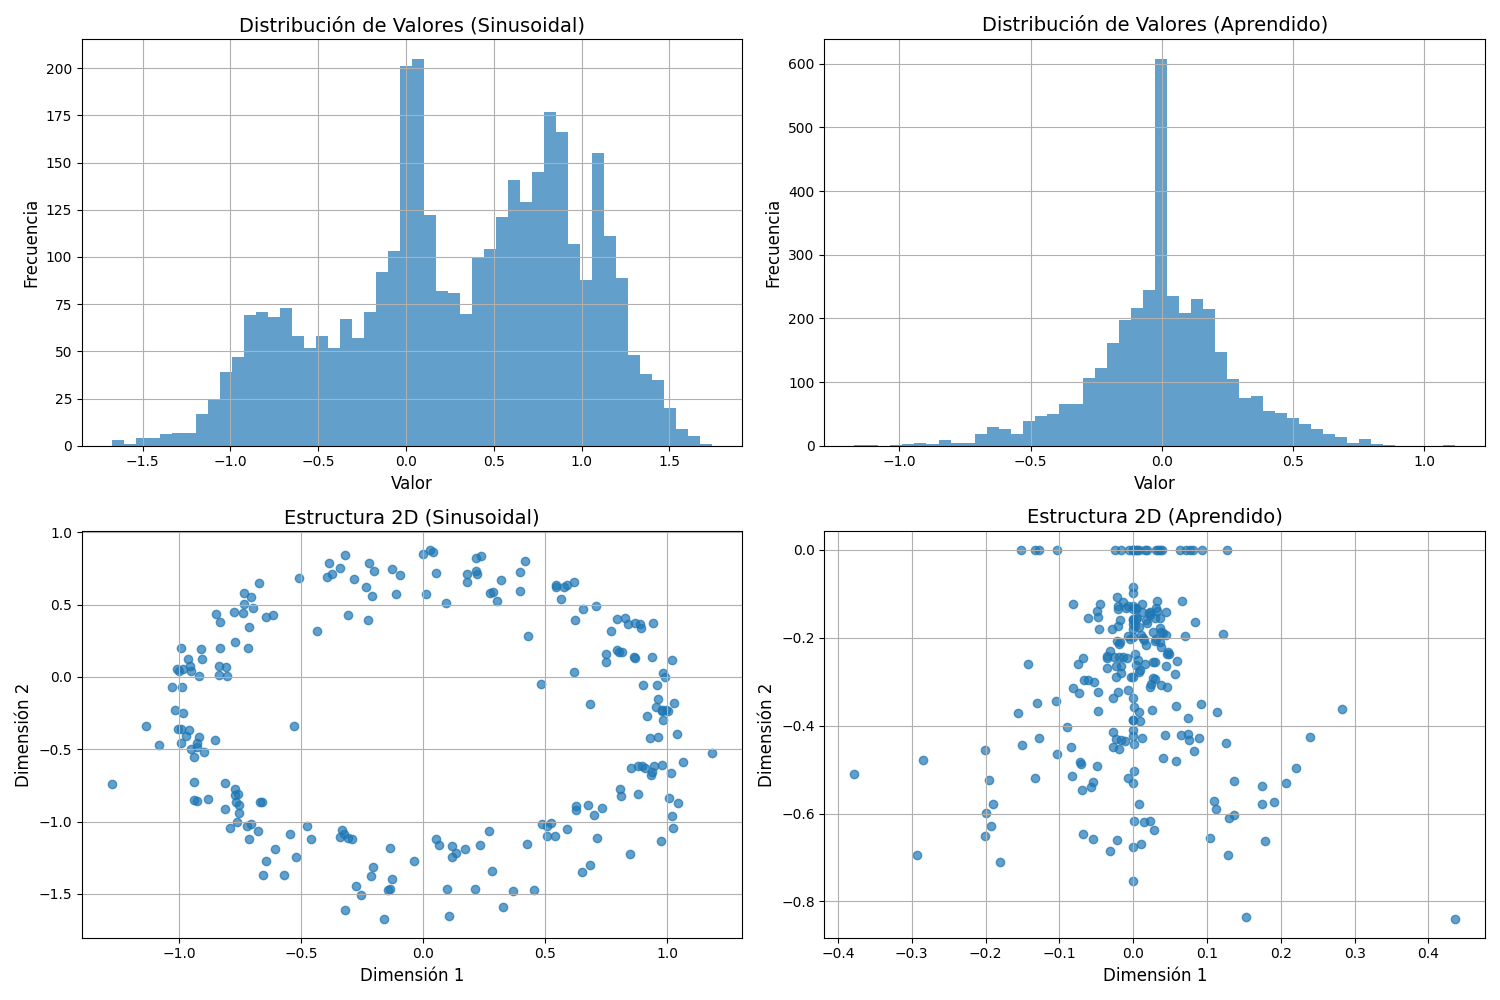 Distribución de Valores (Sinusoidal)
Frecuencia
200
175
150
125
100
75
50
25
0
−1.5 −1.0 −0.5 0.0 0.5 1.0 1.5
Valor
Distribución de Valores (Aprendido)
Frecuencia
600
500
400
300
200
100
0
−1.0 −0.5 0.0 0.5 1.0
Valor
Estructura 2D (Sinusoidal)
Dimensión 2
1.0
0.5
0.0
−0.5
−1.0
−1.5
−1.0 −0.5 0.0 0.5 1.0
Dimensión 1
Estructura 2D (Aprendido)
Dimensión 2
0.0
−0.2
−0.4
−0.6
−0.8
−0.4 −0.3 −0.2 −0.1 0.0 0.1 0.2 0.3 0.4
Dimensión 1